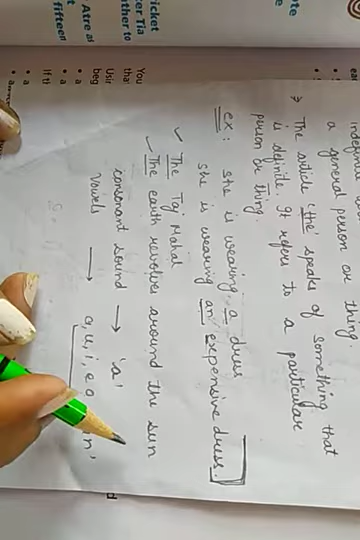 a general person or thing.
→ The article 'the' speaks of something that
is definite. It refers to a particular
person or thing.
ex: she is wearing a dress
she is wearing an expensive dress.
✓ The Taj Mahal
✓ The earth revolves around the sun
consonant sound → 'a'
Vowels → a, u, i, e, o